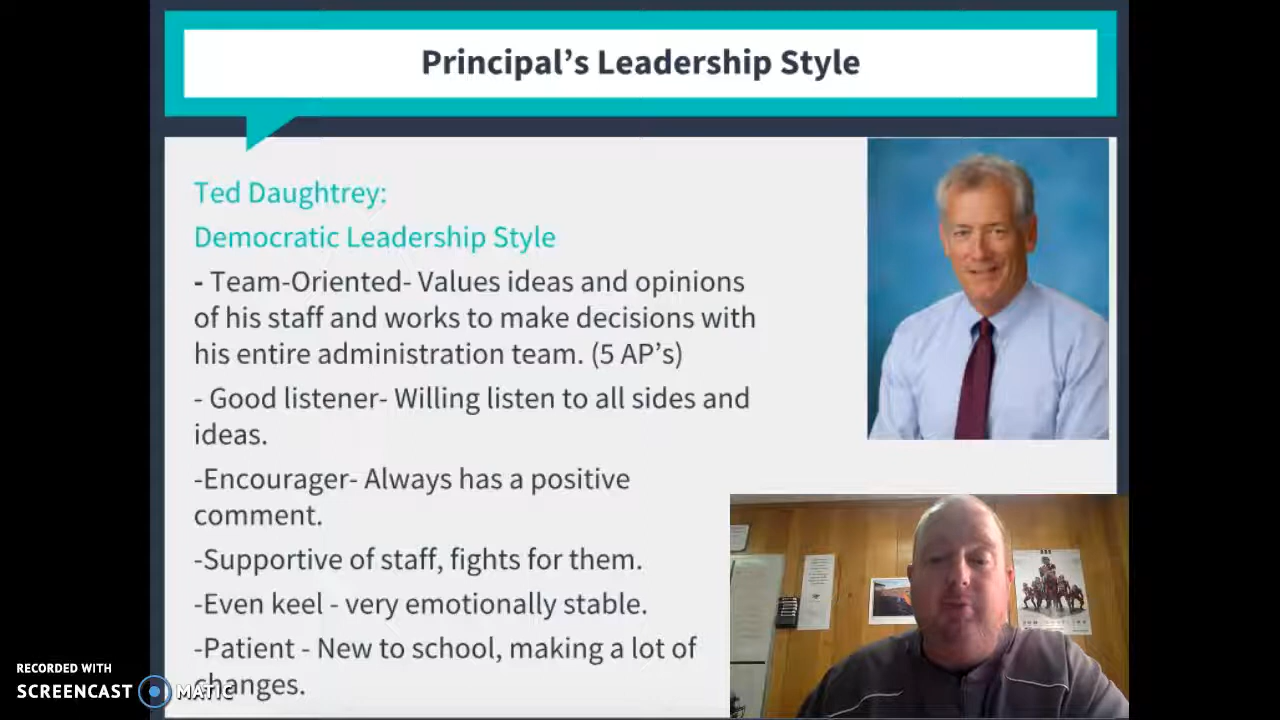 Principal’s Leadership Style
Ted Daughtrey:
Democratic Leadership Style
- Team-Oriented- Values ideas and opinions
of his staff and works to make decisions with
his entire administration team. (5 AP’s)
- Good listener- Willing listen to all sides and
ideas.
-Encourager- Always has a positive
comment.
-Supportive of staff, fights for them.
-Even keel - very emotionally stable.
-Patient - New to school, making a lot of
changes.
RECORDED WITH
SCREENCAST MATIC